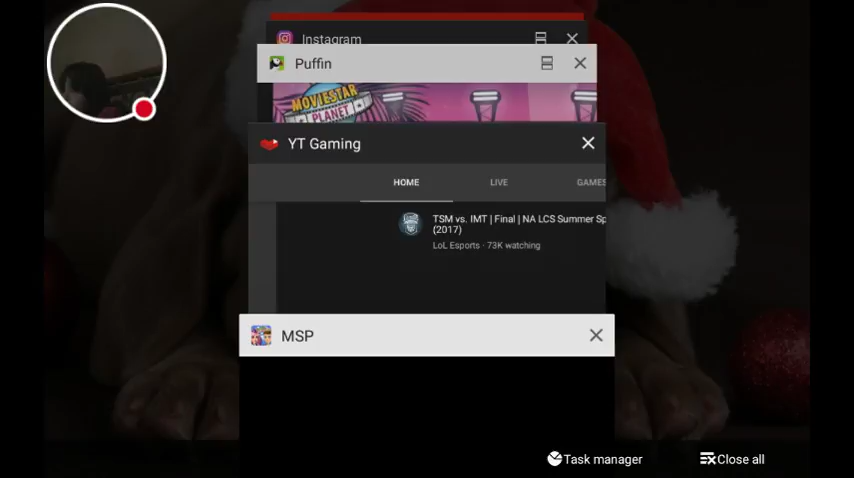 Instagram
Puffin
MOVIESTAR
PLANET
YT Gaming
HOME LIVE GAMES
TSM vs. IMT | Final | NA LCS Summer Sp
(2017)
LoL Esports · 73K watching
MSP
Task manager Close all